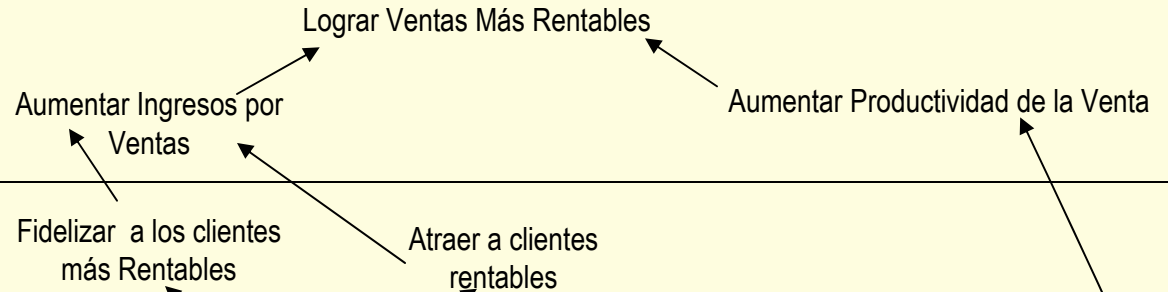 Lograr Ventas Más Rentables
Aumentar Ingresos por
Ventas
Aumentar Productividad de la Venta
Fidelizar  a los clientes
más Rentables
Atraer a clientes
rentables